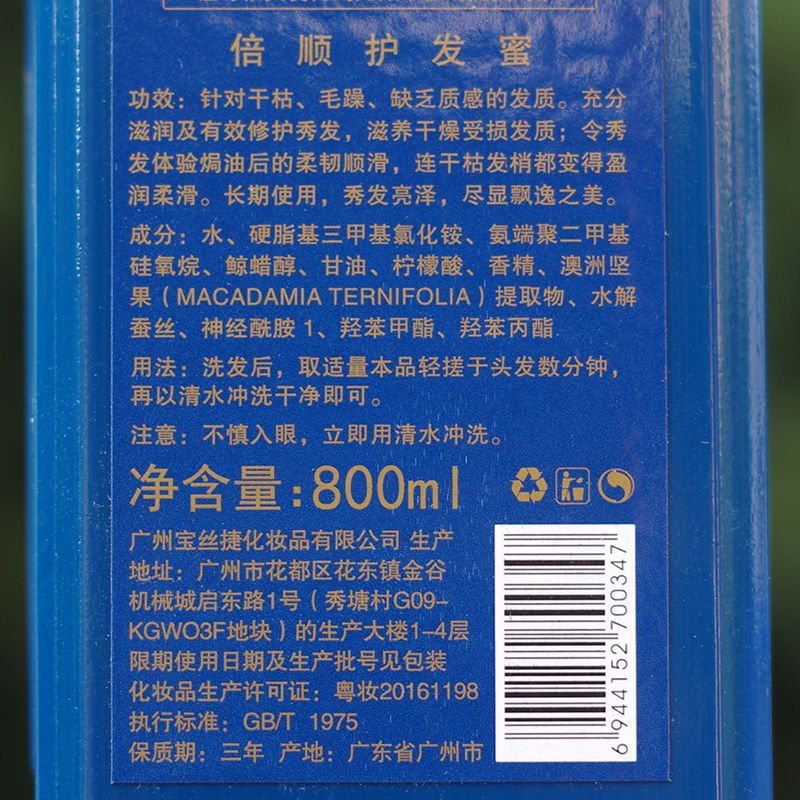 倍顺护发蜜
功效：针对干枯、毛躁、缺乏质感的发质。充分
滋润及有效修护秀发，滋养干燥受损发质；令秀
发体验焗油后的柔韧顺滑，连干枯发梢都变得盈
润柔滑。长期使用，秀发亮泽，尽显飘逸之美。
成分：水、硬脂基三甲基氯化铵、氨端聚二甲基
硅氧烷、鲸蜡醇、甘油、柠檬酸、香精、澳洲坚
果（MACADAMIA TERNIFOLIA）提取物、水解
蚕丝、神经酰胺 1、羟苯甲酯、羟苯丙酯
用法：洗发后，取适量本品轻搓于头发数分钟，
再以清水冲洗干净即可。
注意：不慎入眼，立即用清水冲洗。
净含量:800ml
广州宝丝捷化妆品有限公司 生产
地址：广州市花都区花东镇金谷
机械城启东路1号（秀塘村G09-
KGWO3F地块）的生产大楼1-4层
限期使用日期及生产批号见包装
化妆品生产许可证：粤妆20161198
执行标准：GB/T 1975
保质期：三年 产地：广东省广州市
6 944152 700347